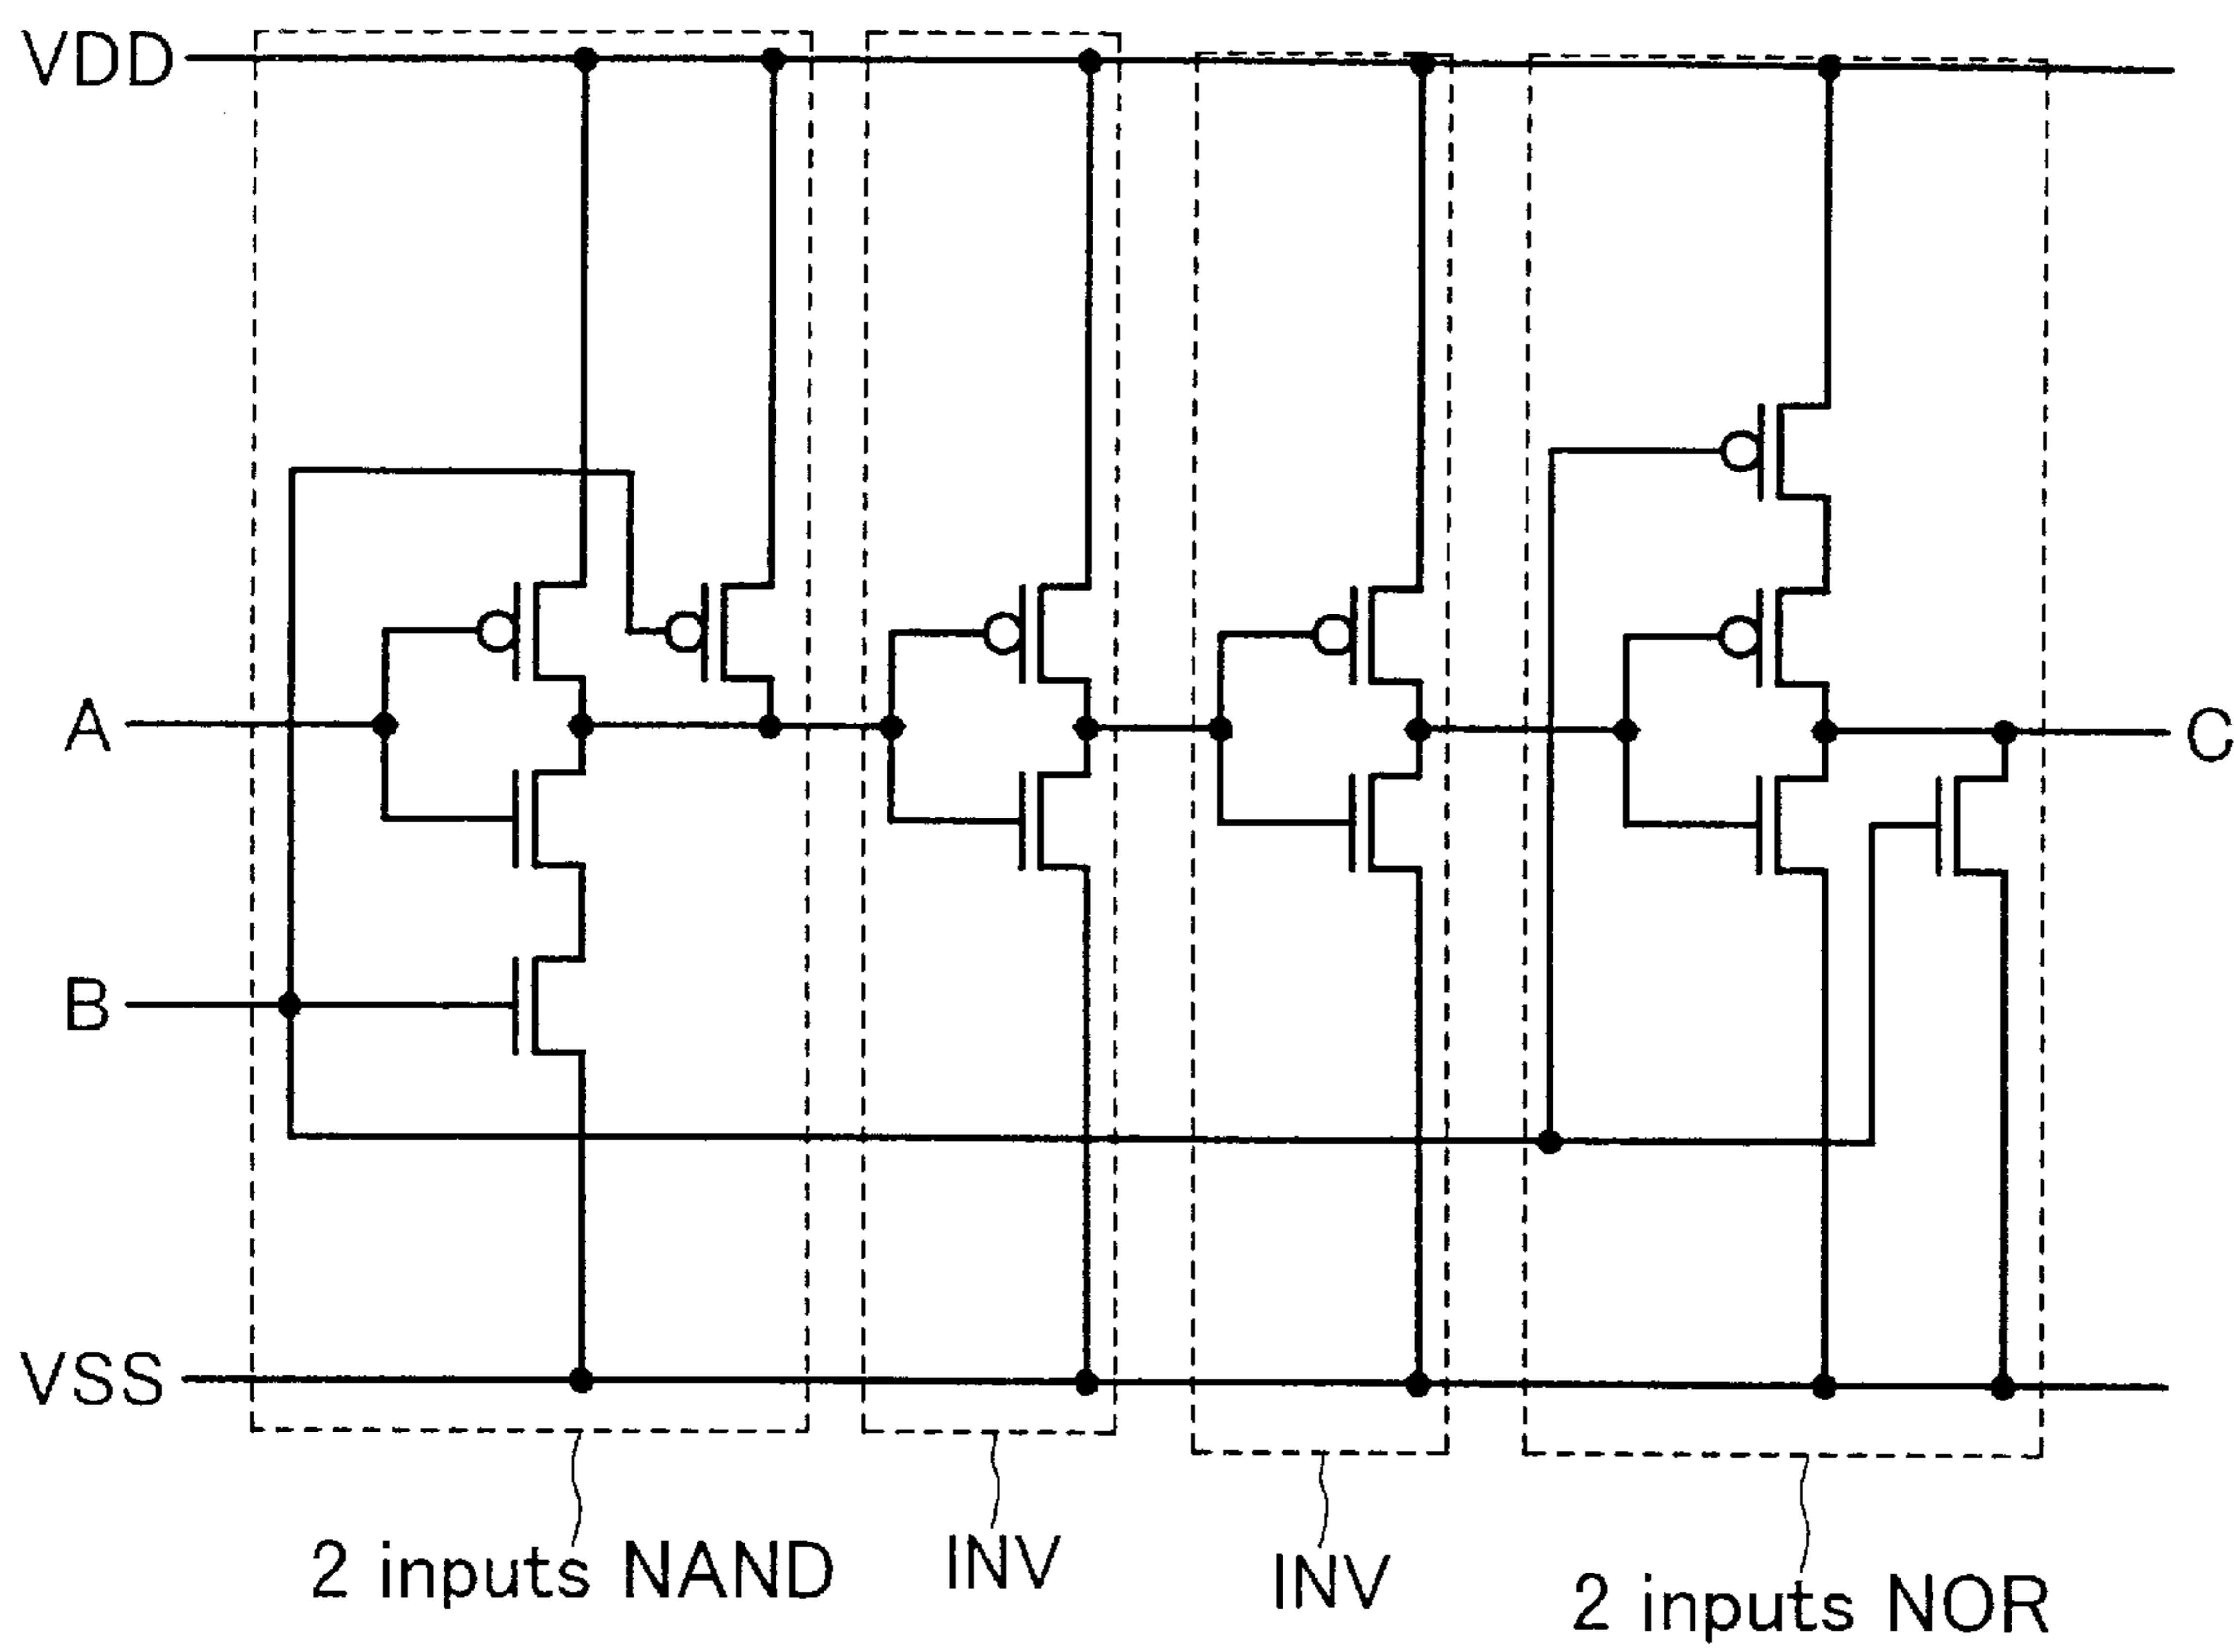 VDD
A
C
B
VSS
2 inputs NAND
INV
INV
2 inputs NOR